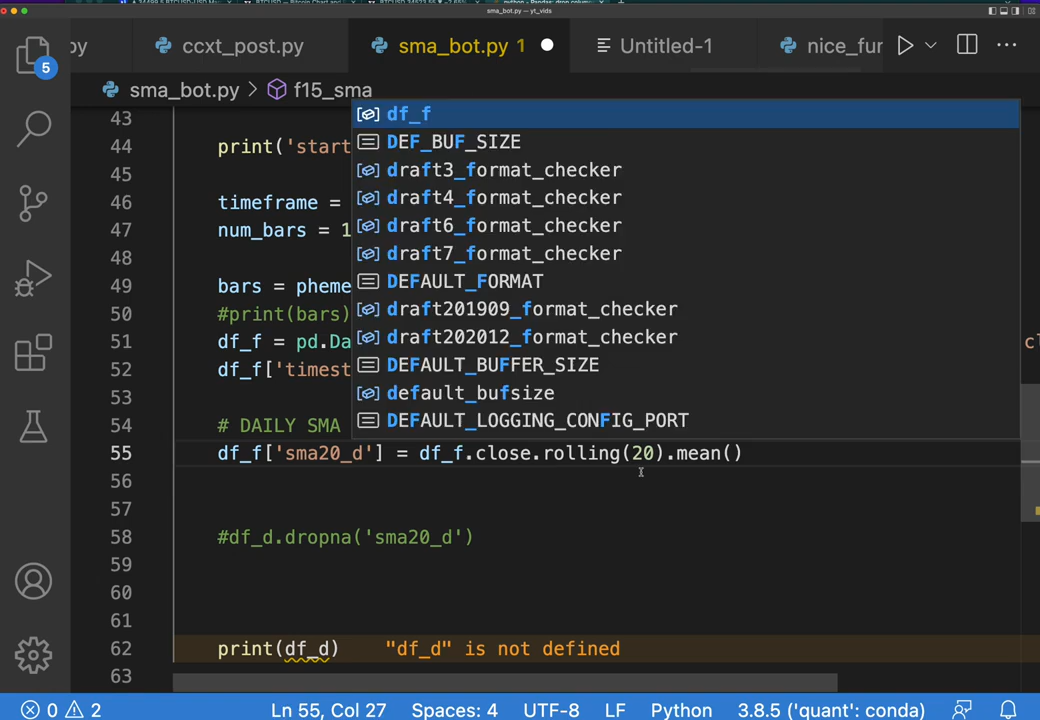 sma_bot.py — yt_vids
py
ccxt_post.py
sma_bot.py 1
Untitled-1
nice_fur
5
sma_bot.py > f15_sma
43
44 print('start
45
46 timeframe =
47 num_bars = 1
48
49 bars = pheme
50 #print(bars)
51 df_f = pd.Da
52 df_f['timest
53
54 # DAILY SMA
55 df_f['sma20_d'] = df_f.close.rolling(20).mean()
56
57
58 #df_d.dropna('sma20_d')
59
60
61
62 print(df_d) "df_d" is not defined
63
df_f
DEF_BUF_SIZE
draft3_format_checker
draft4_format_checker
draft6_format_checker
draft7_format_checker
DEFAULT_FORMAT
draft201909_format_checker
draft202012_format_checker
DEFAULT_BUFFER_SIZE
default_bufsize
DEFAULT_LOGGING_CONFIG_PORT
0 2 Ln 55, Col 27 Spaces: 4 UTF-8 LF Python 3.8.5 ('quant': conda)